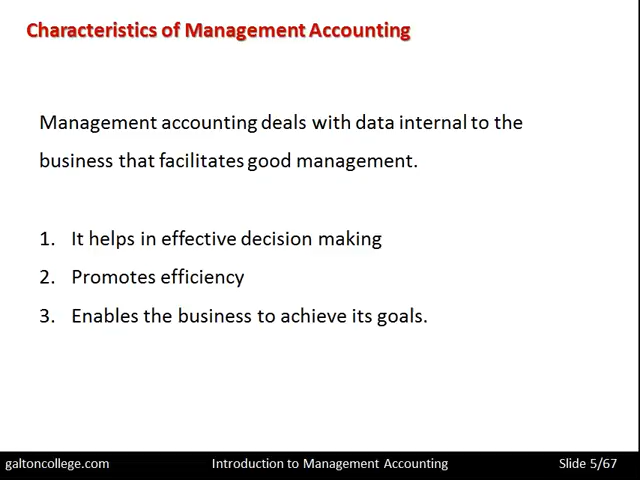 Characteristics of Management Accounting
Management accounting deals with data internal to the
business that facilitates good management.
1. It helps in effective decision making
2. Promotes efficiency
3. Enables the business to achieve its goals.
galtoncollege.com Introduction to Management Accounting Slide 5/67